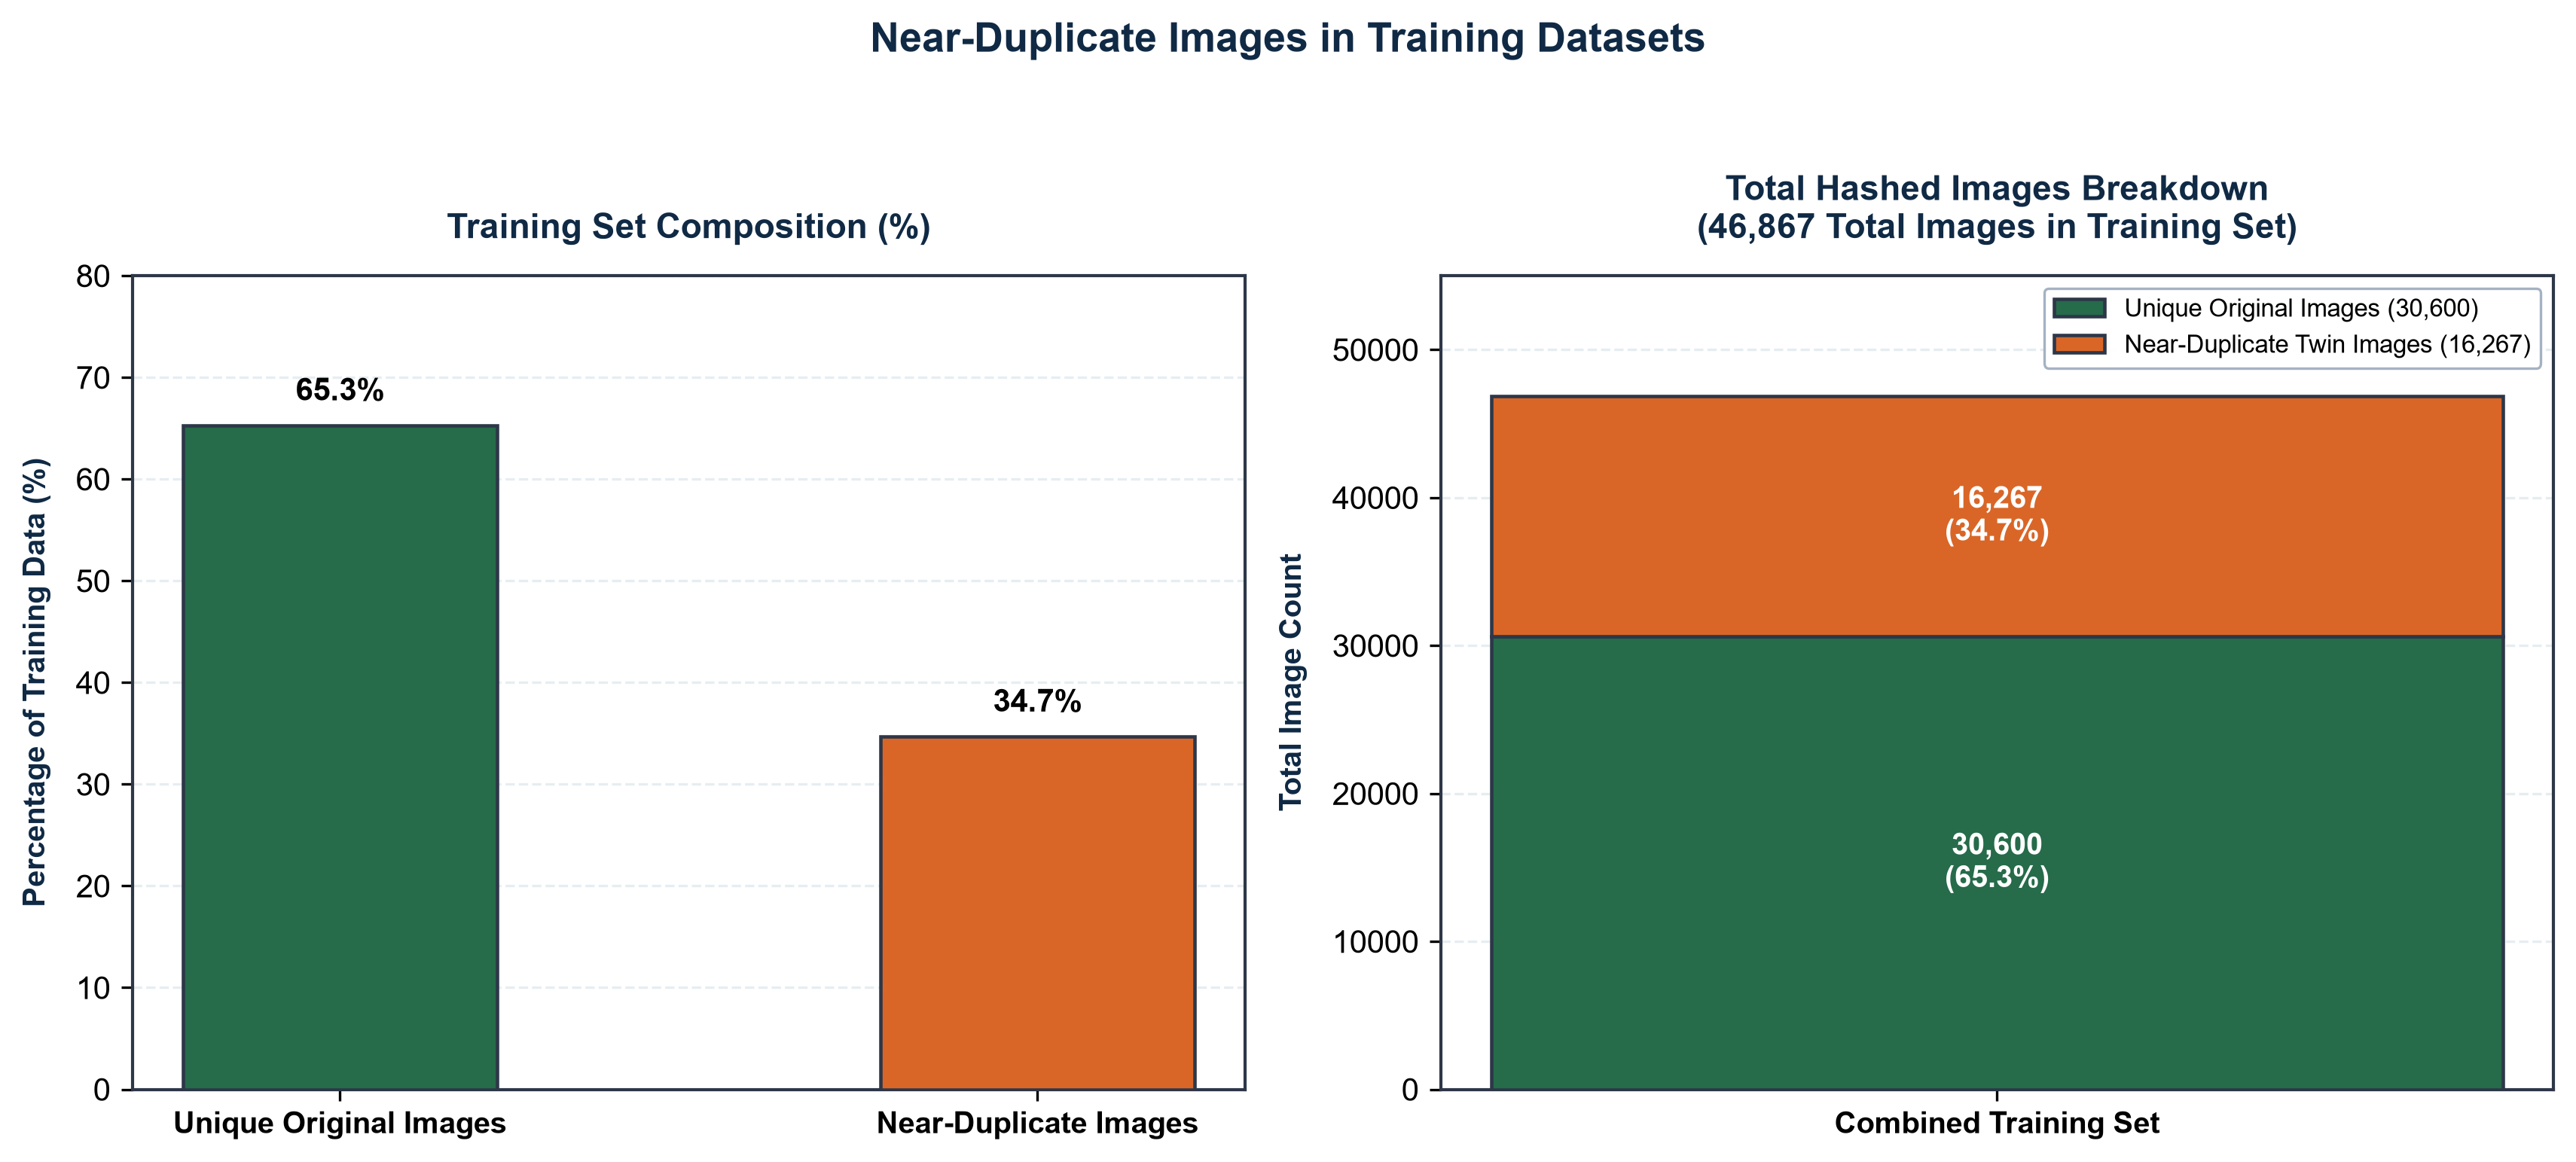 Near-Duplicate Images in Training Datasets
Training Set Composition (%)
Percentage of Training Data (%)
80
70
60
50
40
30
20
10
0
65.3%
34.7%
Unique Original Images
Near-Duplicate Images
Total Hashed Images Breakdown
(46,867 Total Images in Training Set)
Total Image Count
50000
40000
30000
20000
10000
0
Unique Original Images (30,600)
Near-Duplicate Twin Images (16,267)
16,267
(34.7%)
30,600
(65.3%)
Combined Training Set